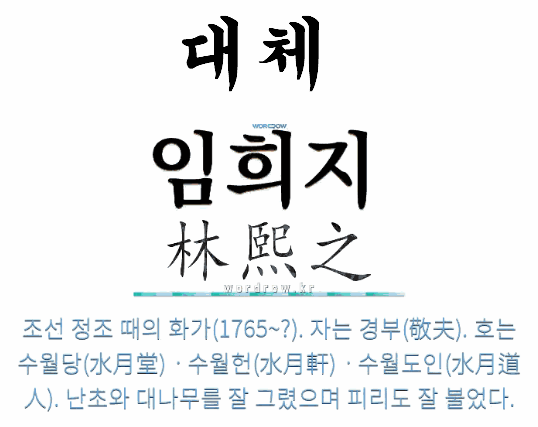 대체
WORDROW
임희지
林熙之
wordrow.kr
조선 정조 때의 화가(1765~?). 자는 경부(敬夫). 호는
수월당(水月堂)ㆍ수월헌(水月軒)ㆍ수월도인(水月道
人). 난초와 대나무를 잘 그렸으며 피리도 잘 불었다.